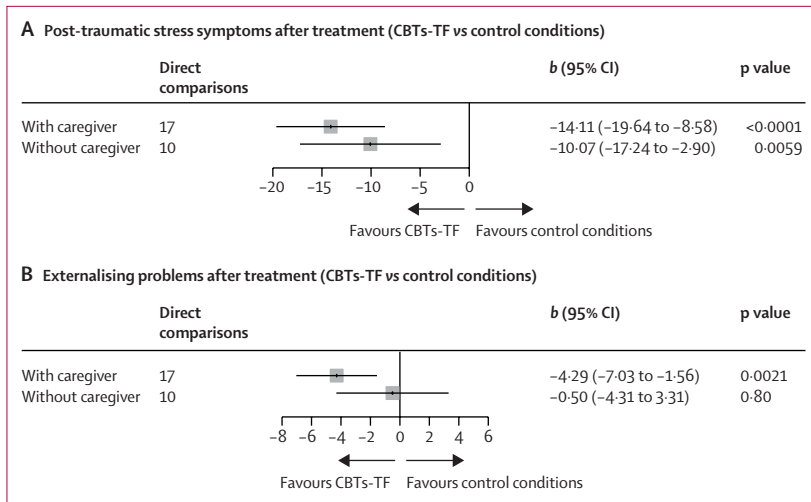 A Post-traumatic stress symptoms after treatment (CBTs-TF vs control conditions)
Direct comparisons b (95% CI) p value
With caregiver 17 −14·11 (−19·64 to −8·58) <0·0001
Without caregiver 10 −10·07 (−17·24 to −2·90) 0·0059
−20 −15 −10 −5 0
Favours CBTs-TF Favours control conditions
B Externalising problems after treatment (CBTs-TF vs control conditions)
Direct comparisons b (95% CI) p value
With caregiver 17 −4·29 (−7·03 to −1·56) 0·0021
Without caregiver 10 −0·50 (−4·31 to 3·31) 0·80
−8 −6 −4 −2 0 2 4 6
Favours CBTs-TF Favours control conditions